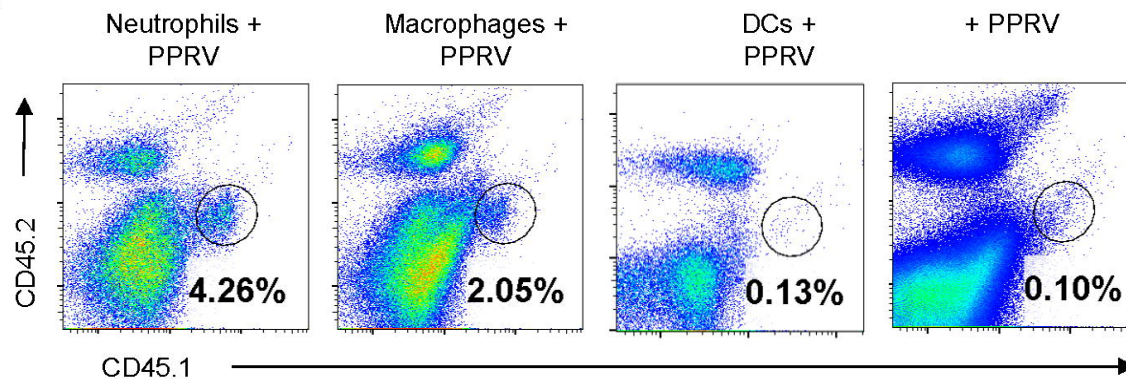 Neutrophils +
PPRV
Macrophages +
PPRV
DCs +
PPRV
+ PPRV
CD45.2
4.26%
2.05%
0.13%
0.10%
CD45.1